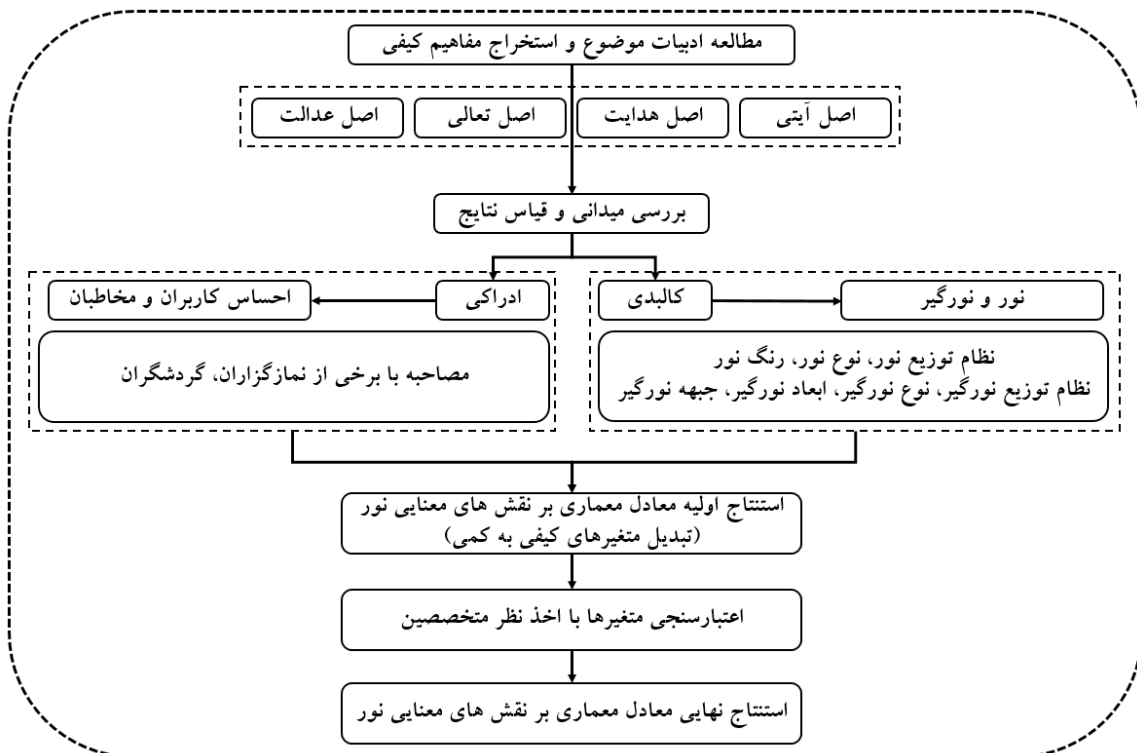 مطالعه ادبیات موضوع و استخراج مفاهیم کیفی
اصل آیتی
اصل هدایت
اصل تعالی
اصل عدالت
بررسی میدانی و قیاس نتایج
نور و نورگیر
کالبدی
ادراکی
احساس کاربران و مخاطبان
نظام توزیع نور، نوع نور، رنگ نور
نظام توزیع نورگیر، نوع نورگیر، ابعاد نورگیر، جبهه نورگیر
مصاحبه با برخی از نمازگزاران، گردشگران
استنتاج اولیه معادل معماری بر نقش های معنایی نور
(تبدیل متغیرهای کیفی به کمی)
اعتبارسنجی متغیرها با اخذ نظر متخصصین
استنتاج نهایی معادل معماری بر نقش های معنایی نور